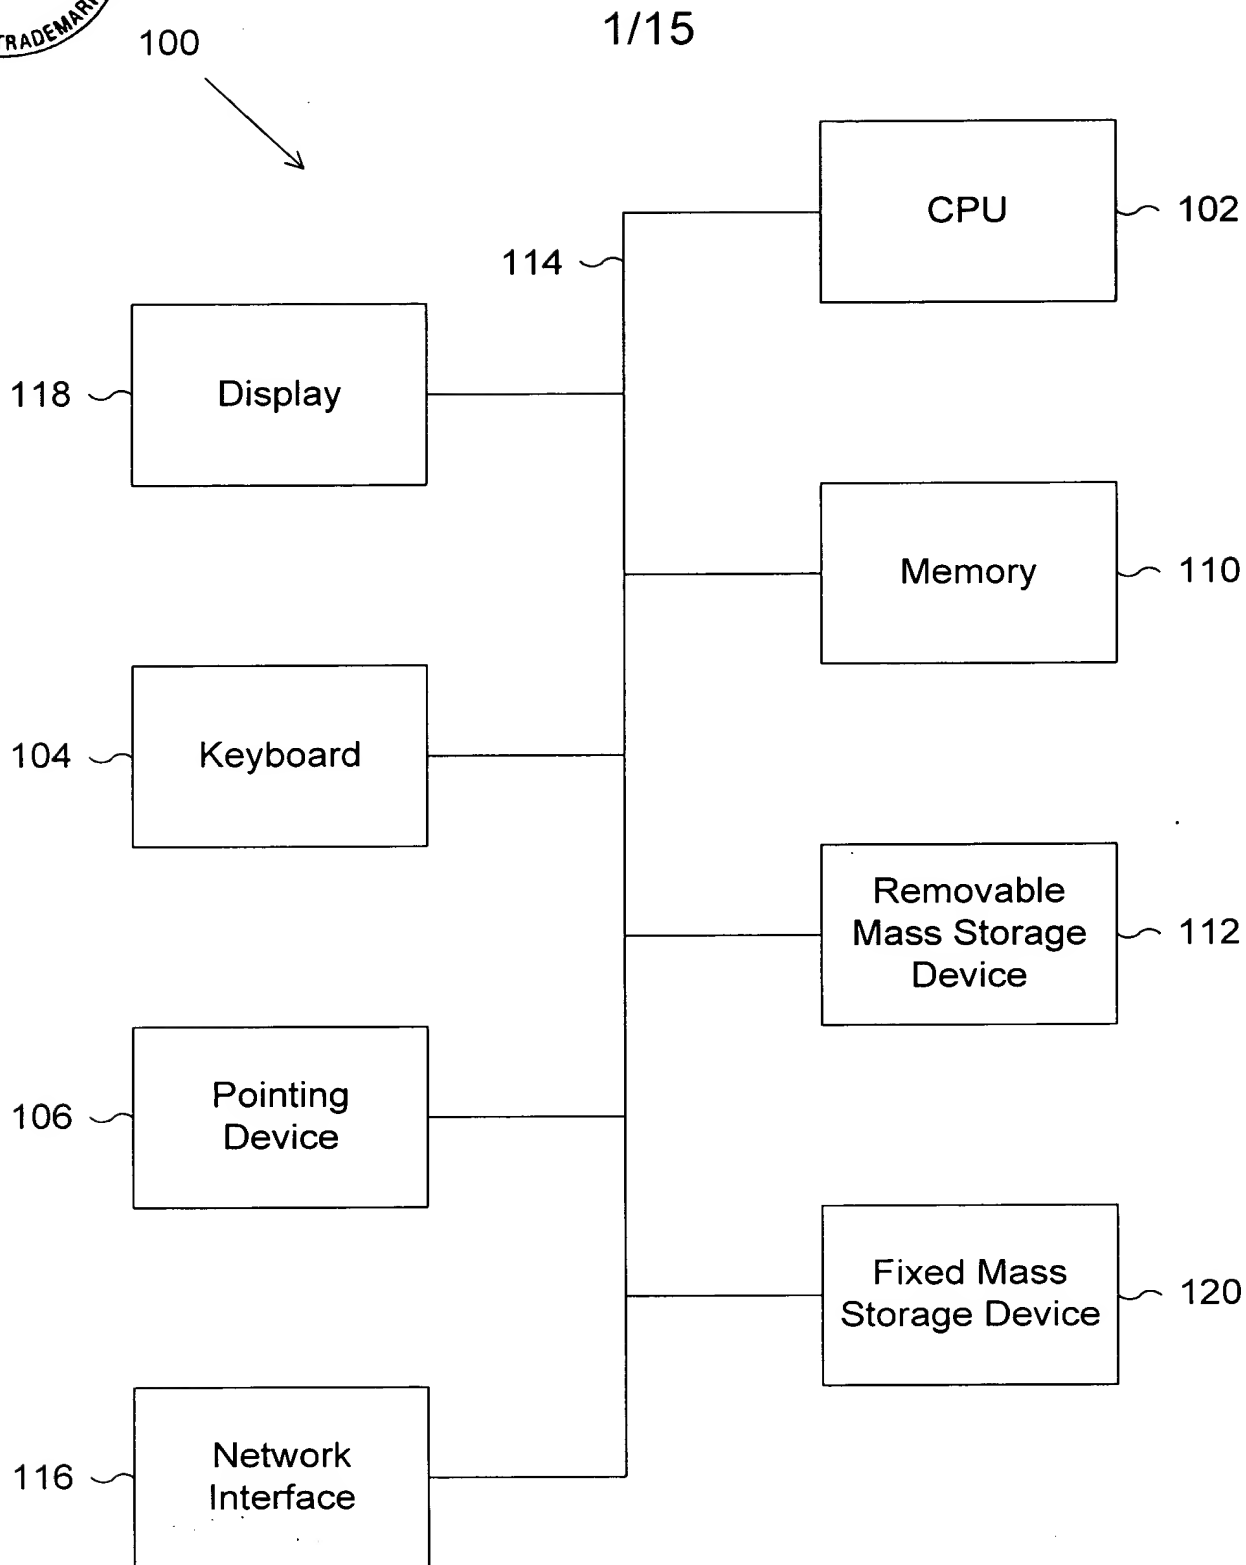 TRADEMARK
1/15
100
CPU
102
114
Display
118
Memory
110
Keyboard
104
Removable
Mass Storage
Device
112
Pointing
Device
106
Fixed Mass
Storage Device
120
Network
Interface
116